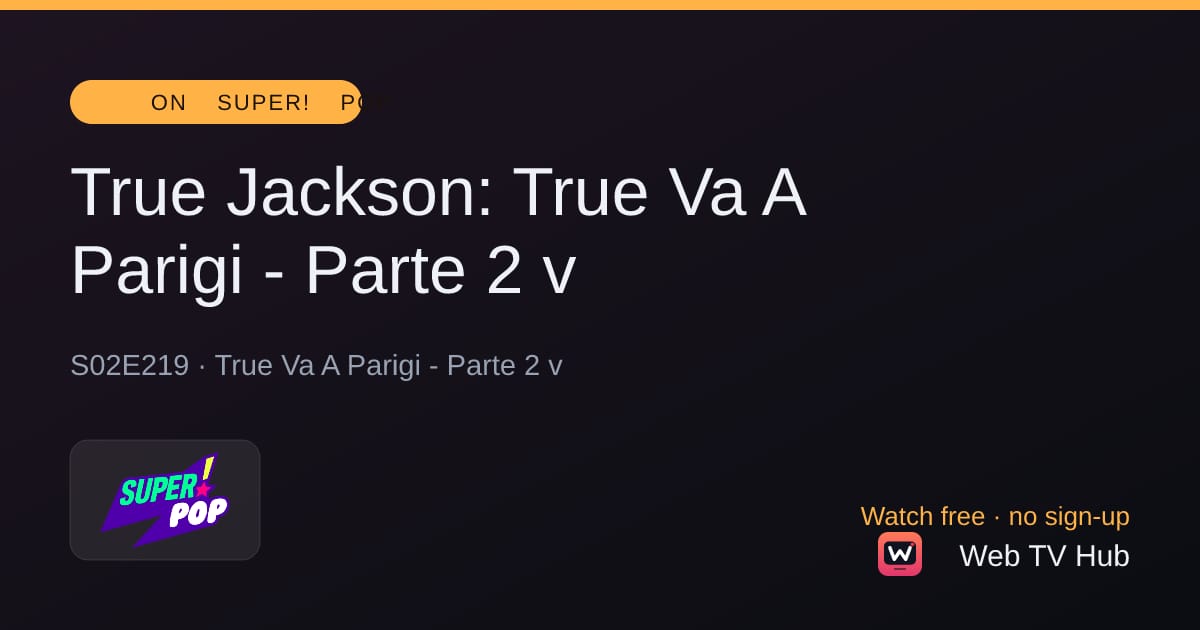 ON SUPER! PO
True Jackson: True Va A
Parigi - Parte 2 v
S02E219 · True Va A Parigi - Parte 2 v
SUPER!
POP
Watch free · no sign-up
W
Web TV Hub